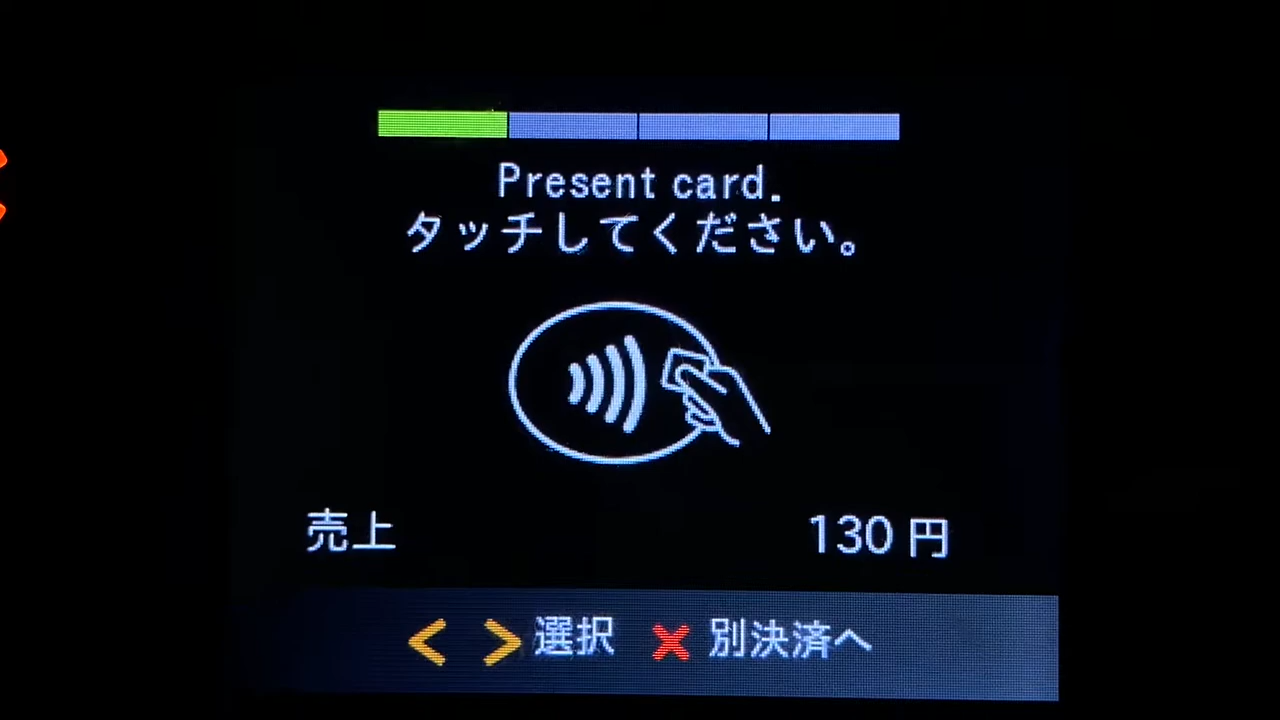 Present card.
タッチしてください。
売上 130 円
< > 選択 × 別決済へ